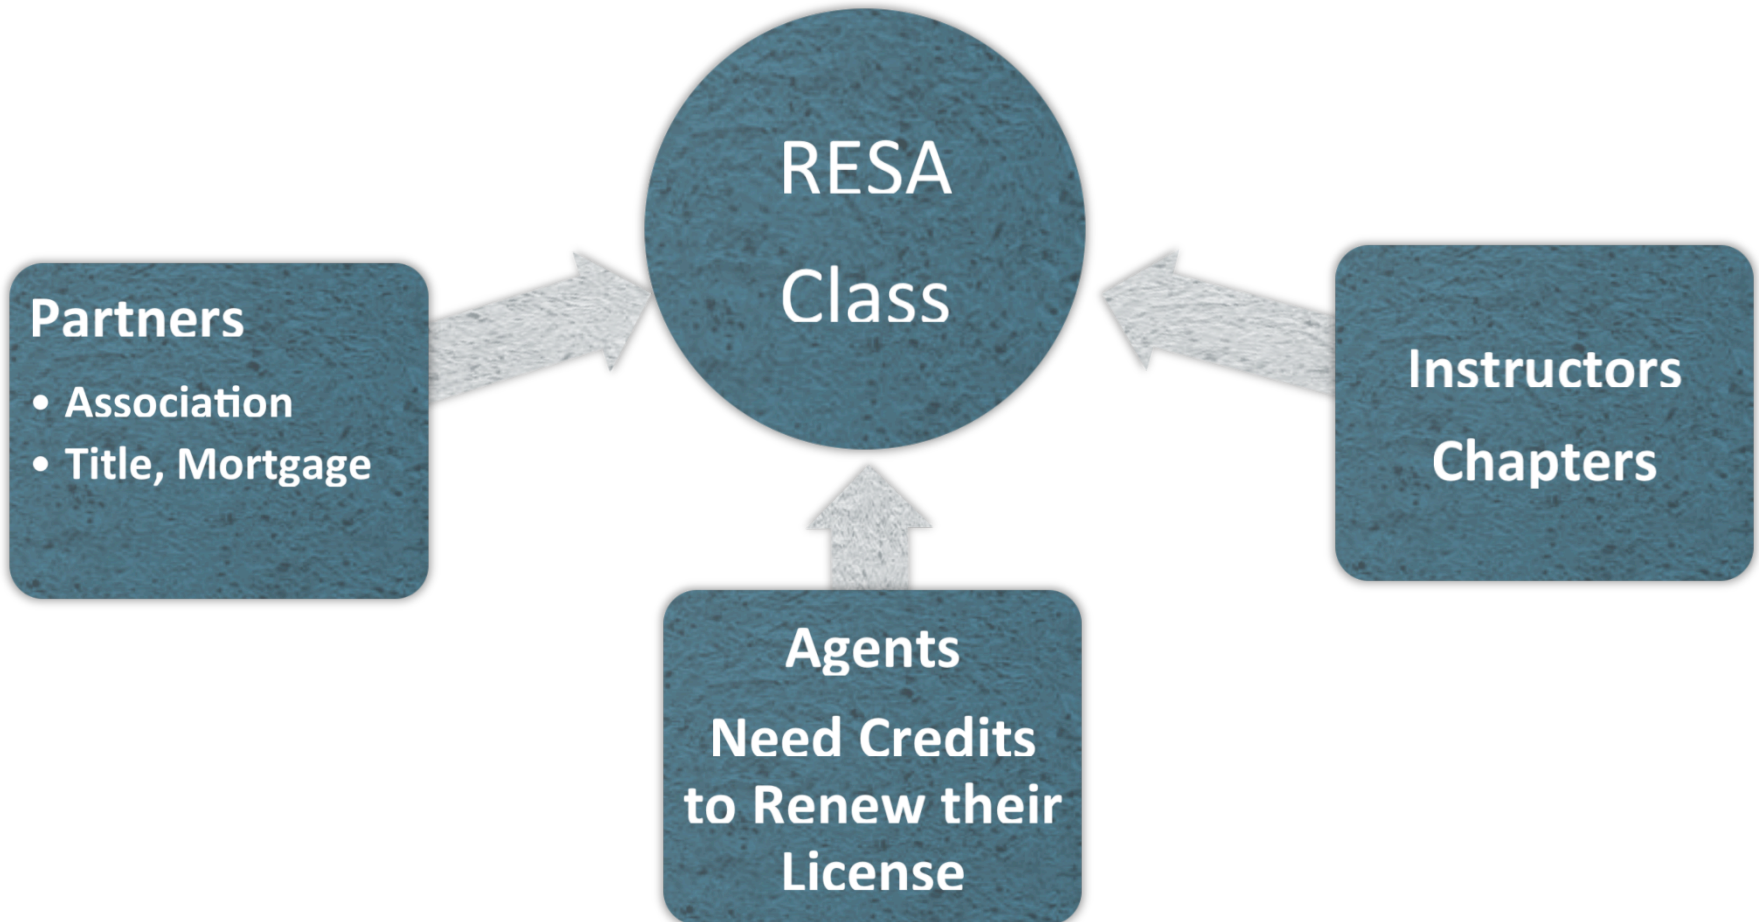 RESA
Class
Partners
• Association
• Title, Mortgage
Instructors
Chapters
Agents
Need Credits
to Renew their
License